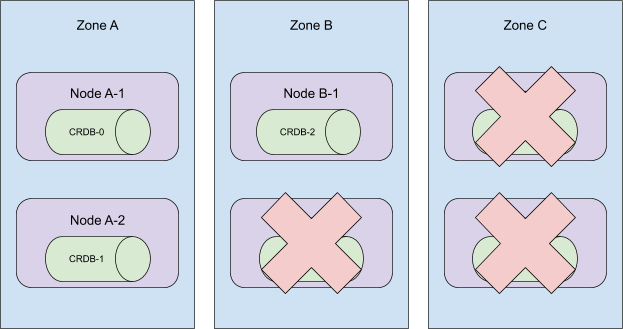 Zone A
Zone B
Zone C
Node A-1
CRDB-0
Node B-1
CRDB-2
Node A-2
CRDB-1